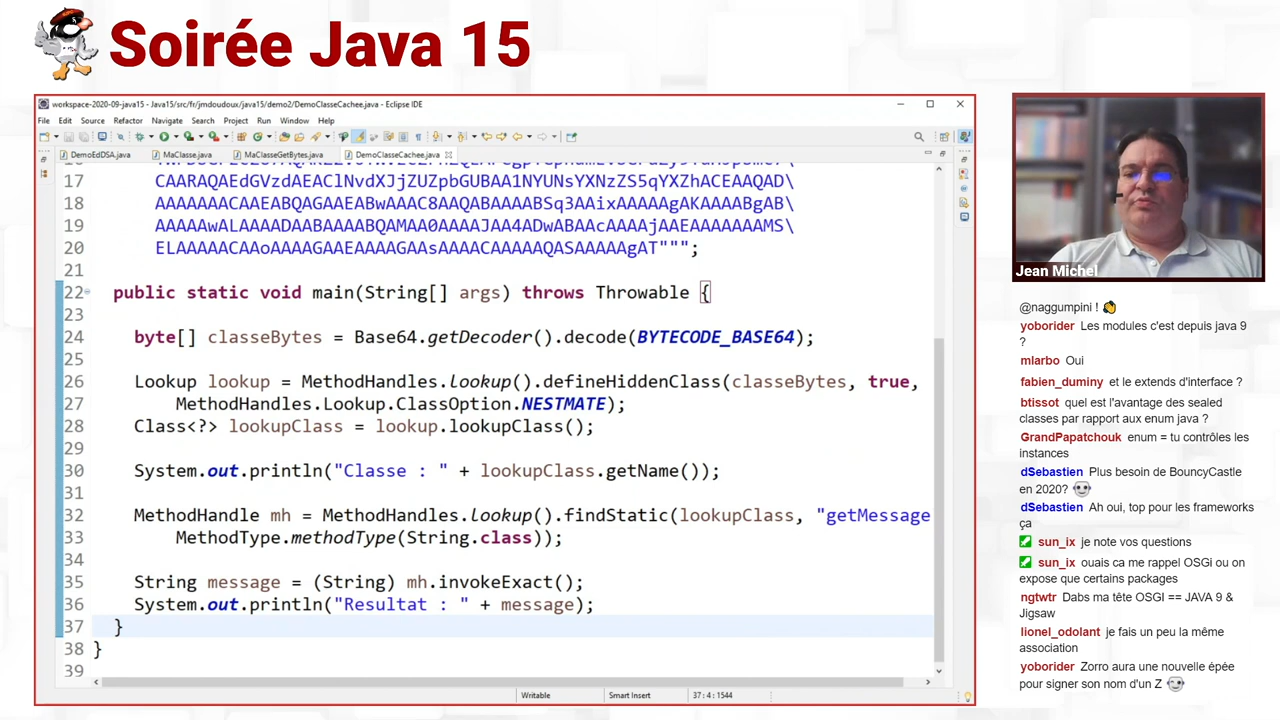 Soirée Java 15
workspace-2020-09-java15 - Java15/src/fr/jmdoudoux/java15/demo2/DemoClasseCachee.java - Eclipse IDE
File Edit Source Refactor Navigate Search Project Run Window Help
DemoEdDSA.java MaClasse.java MaClasseGetBytes.java DemoClasseCachee.java
17 CAARAQAEdGVzdAEAClNvdXJjZUZpbGUBAA1NYUNsYXNzZS5qYXZhACEAAQAD\
18 AAAAAAACAAEABQAGAAEABwAAAC8AAQABAAAABSq3AAixAAAAAgAKAAAABgAB\
19 AAAAAwALAAAADAABAAAABQAMAA0AAAAJAA4ADwABAAcAAAAjAAEAAAAAAAMS\
20 ELAAAAACAAoAAAAGAAEAAAAGAAsAAAACAAAAAQASAAAAAgAT""";
21
22 public static void main(String[] args) throws Throwable {
23
24 byte[] classeBytes = Base64.getDecoder().decode(BYTECODE_BASE64);
25
26 Lookup lookup = MethodHandles.lookup().defineHiddenClass(classeBytes, true,
27 MethodHandles.Lookup.ClassOption.NESTMATE);
28 Class<?> lookupClass = lookup.lookupClass();
29
30 System.out.println("Classe : " + lookupClass.getName());
31
32 MethodHandle mh = MethodHandles.lookup().findStatic(lookupClass, "getMessage
33 MethodType.methodType(String.class));
34
35 String message = (String) mh.invokeExact();
36 System.out.println("Resultat : " + message);
37 }
38 }
39
Writable Smart Insert 37 : 4 : 1544
Jean Michel
@naggumpini !
yoborider Les modules c'est depuis java 9
?
mlarbo Oui
fabien_duminy et le extends d'interface ?
btissot quel est l'avantage des sealed
classes par rapport aux enum java ?
GrandPapatchouk enum = tu contrôles les
instances
dSebastien Plus besoin de BouncyCastle
en 2020?
dSebastien Ah oui, top pour les frameworks
ça
sun_ix je note vos questions
sun_ix ouais ca me rappel OSGi ou on
expose que certains packages
ngtwtr Dabs ma tête OSGI == JAVA 9 &
Jigsaw
lionel_odolant je fais un peu la même
association
yoborider Zorro aura une nouvelle épée
pour signer son nom d'un Z